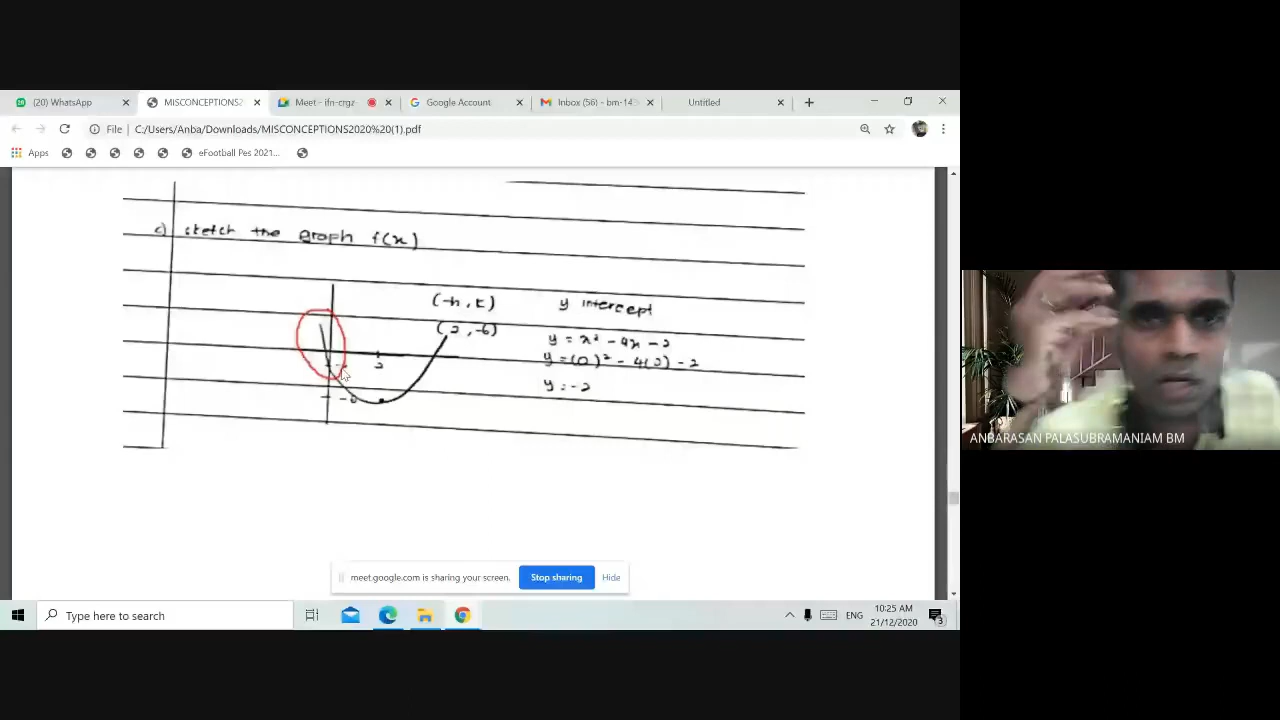 (20) WhatsApp
MISCONCEPTIONS20
Meet - ifn-crgz
Google Account
Inbox (56) - bm-14
Untitled
File
C:/Users/Anba/Downloads/MISCONCEPTIONS2020%20(1).pdf
Apps
eFootball Pes 2021...
c) sketch the graph f(x)
(-h, k)
(2, -6)
2
y intercept
y = x² - 4x - 2
y = (0)² - 4(0) - 2
y = -2
meet.google.com is sharing your screen.
Stop sharing
Hide
ANBARASAN PALASUBRAMANIAM BM
Type here to search
ENG
10:25 AM
21/12/2020
3